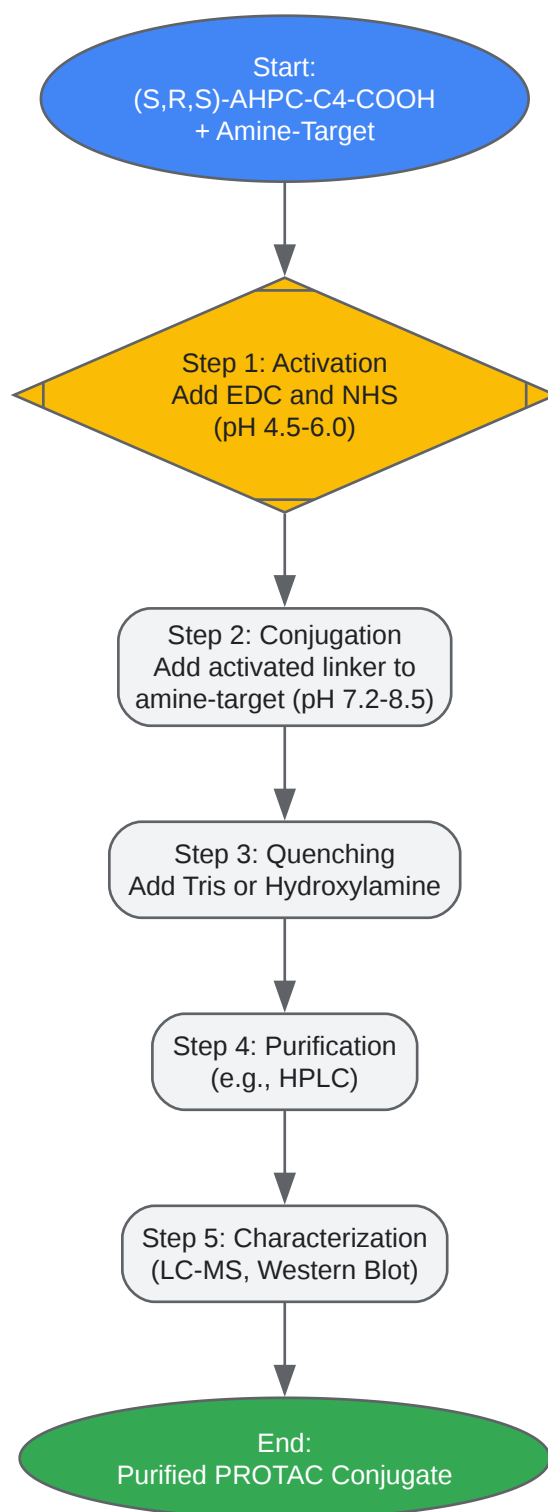 Start:
(S,R,S)-AHPC-C4-COOH
+ Amine-Target
Step 1: Activation
Add EDC and NHS
(pH 4.5-6.0)
Step 2: Conjugation
Add activated linker to
amine-target (pH 7.2-8.5)
Step 3: Quenching
Add Tris or Hydroxylamine
Step 4: Purification
(e.g., HPLC)
Step 5: Characterization
(LC-MS, Western Blot)
End:
Purified PROTAC Conjugate